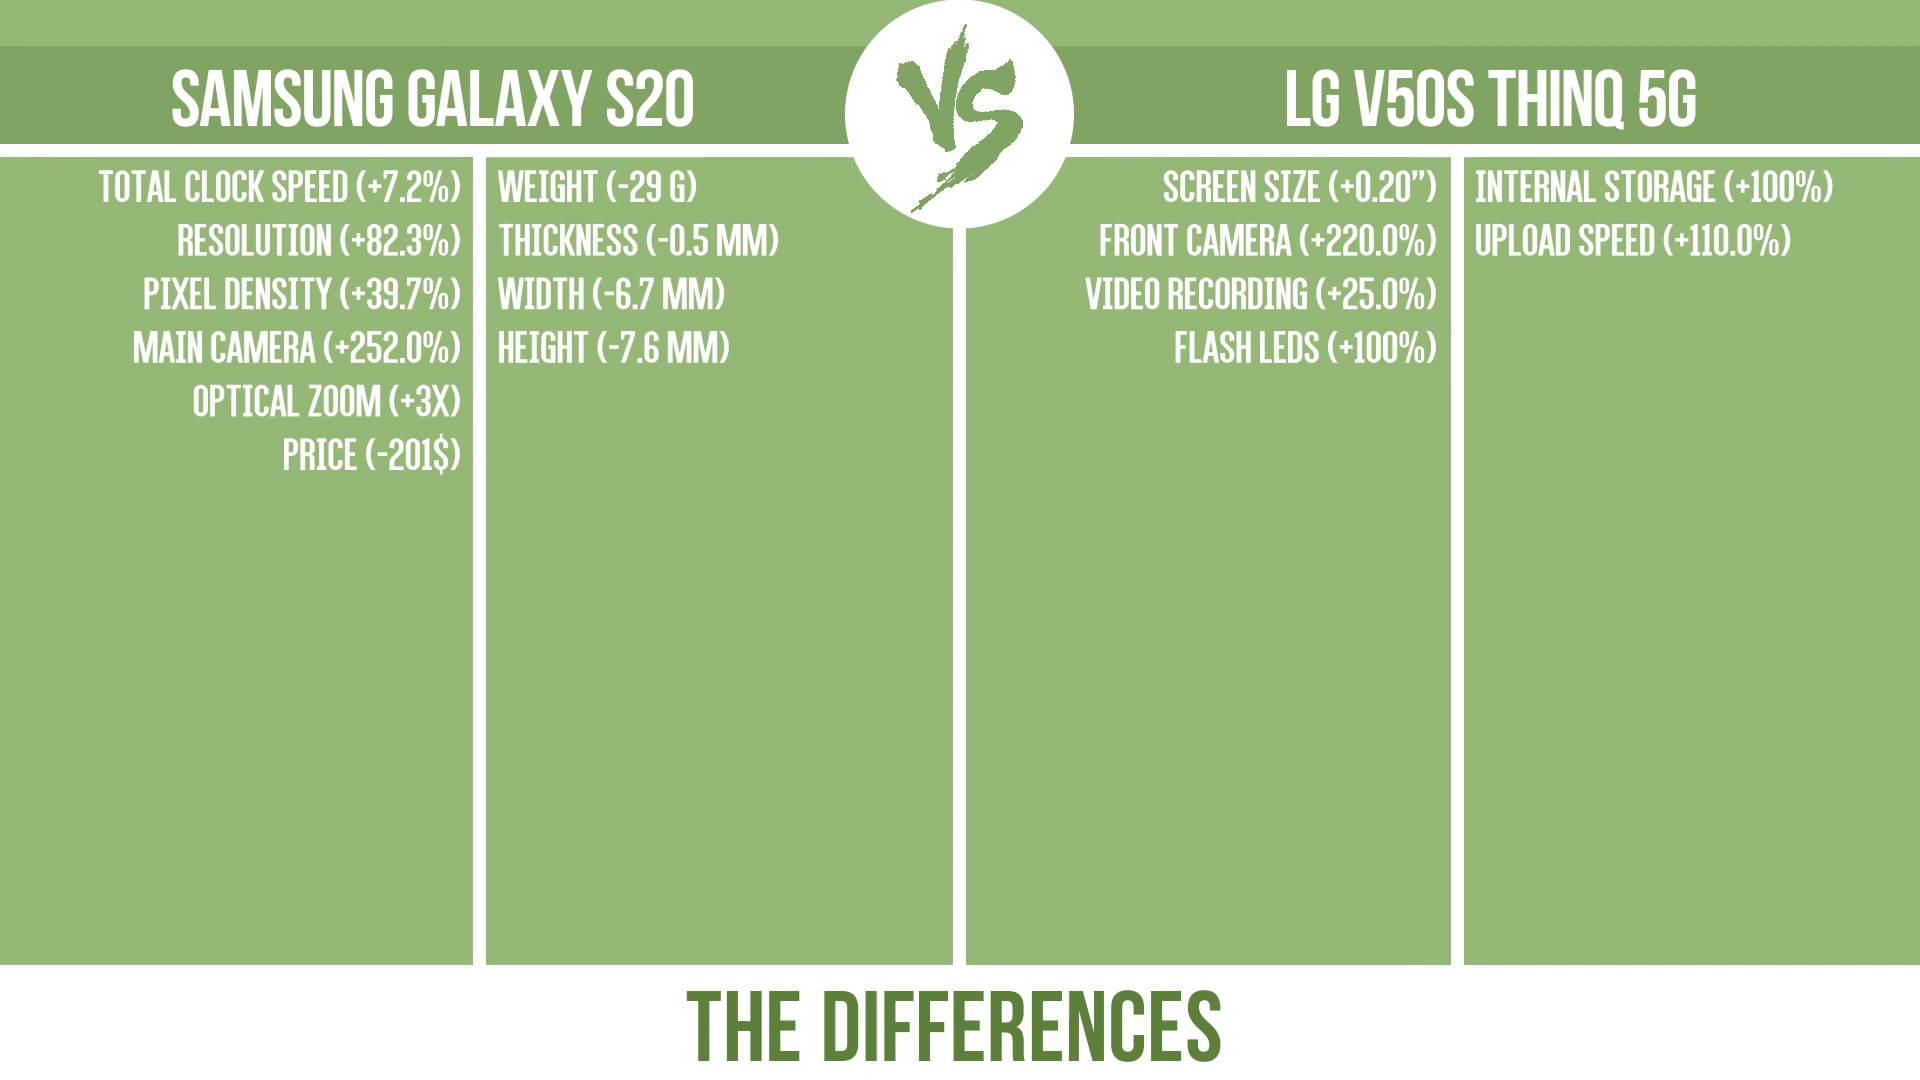 SAMSUNG GALAXY S20
VS
LG V50S THINQ 5G
TOTAL CLOCK SPEED (+7.2%)
RESOLUTION (+82.3%)
PIXEL DENSITY (+39.7%)
MAIN CAMERA (+252.0%)
OPTICAL ZOOM (+3X)
PRICE (-201$)
WEIGHT (-29 G)
THICKNESS (-0.5 MM)
WIDTH (-6.7 MM)
HEIGHT (-7.6 MM)
SCREEN SIZE (+0.20”)
FRONT CAMERA (+220.0%)
VIDEO RECORDING (+25.0%)
FLASH LEDS (+100%)
INTERNAL STORAGE (+100%)
UPLOAD SPEED (+110.0%)
THE DIFFERENCES